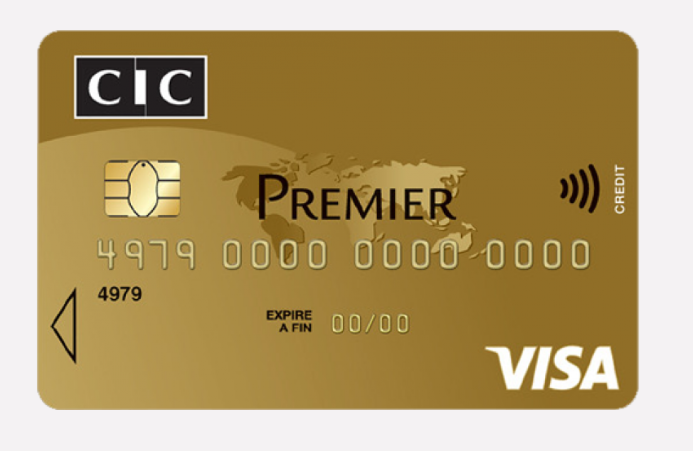 CIC
PREMIER
CREDIT
4979 0000 0000 0000
4979
EXPIRE
A FIN 00/00
VISA